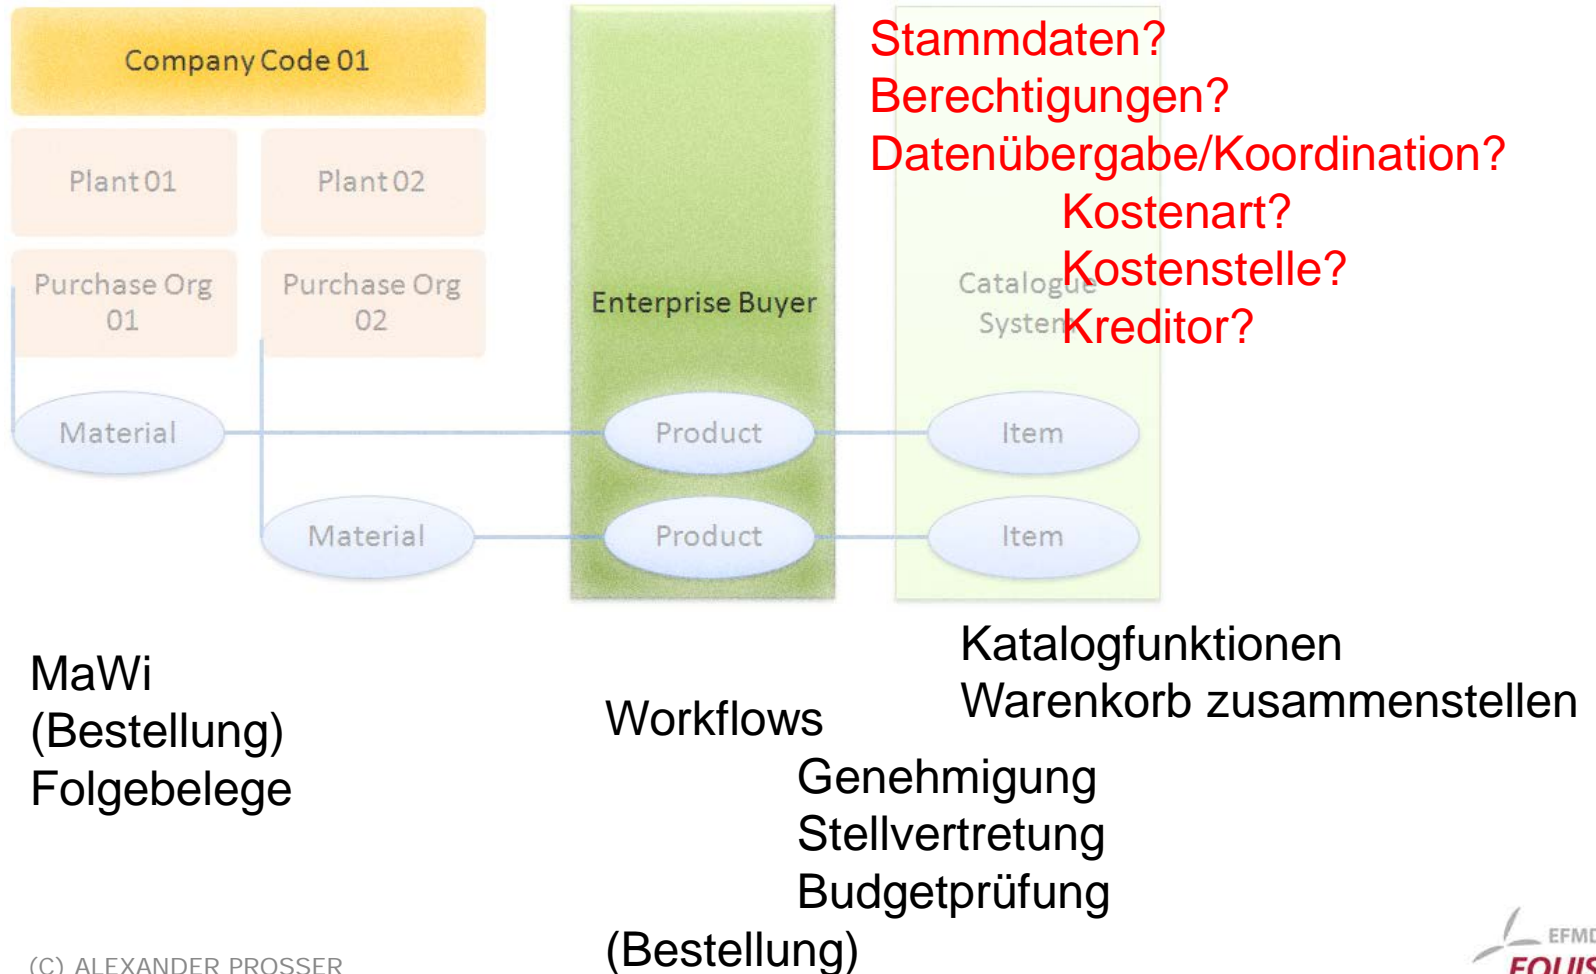 Company Code 01
Plant 01
Plant 02
Purchase Org
01
Purchase Org
02
Material
Material
Enterprise Buyer
Product
Product
Catalogue
System
Item
Item
Stammdaten?
Berechtigungen?
Datenübergabe/Koordination?
Kostenart?
Kostenstelle?
Kreditor?
MaWi
(Bestellung)
Folgebelege
Workflows
Genehmigung
Stellvertretung
Budgetprüfung
(Bestellung)
Katalogfunktionen
Warenkorb zusammenstellen
(C) ALEXANDER PROSSER
EFMD
EQUIS